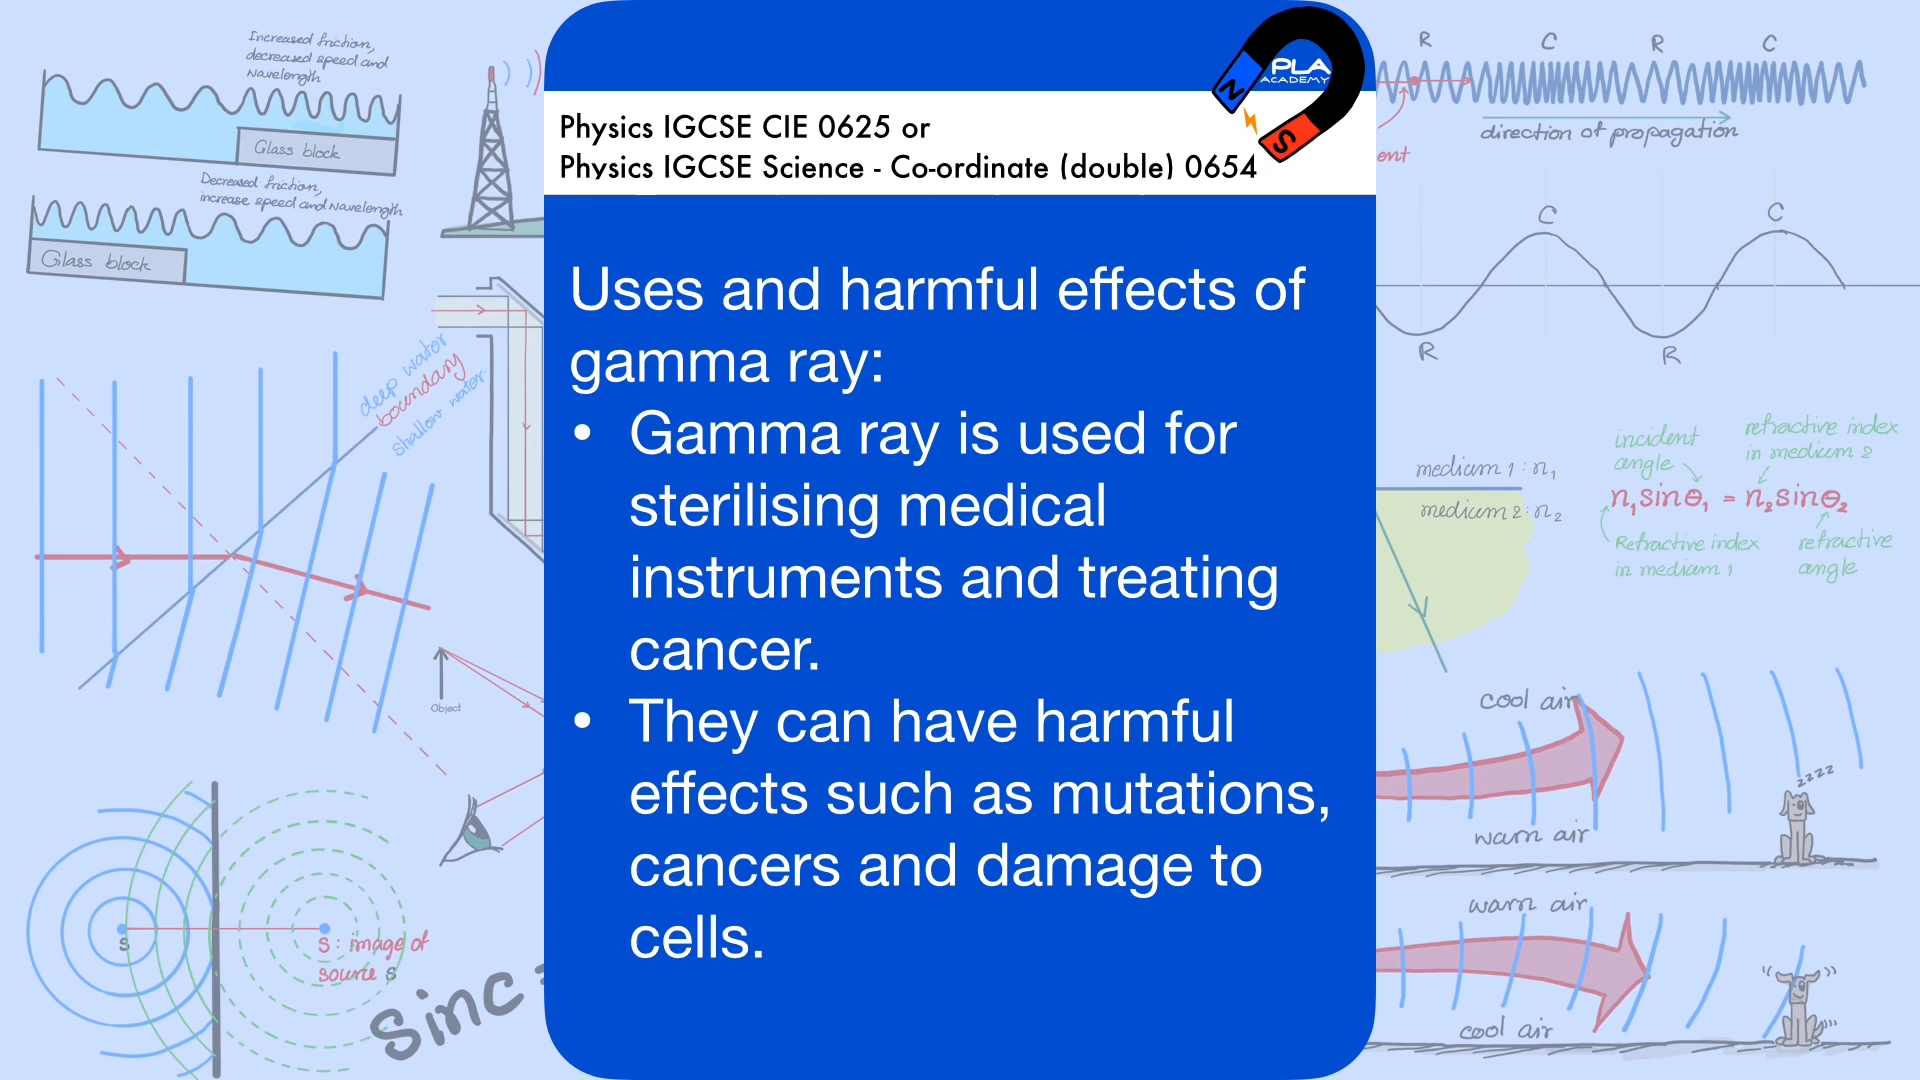 Increased friction,
decreased speed and
wavelength
Glass block
Decreased friction,
increase speed and wavelength
Glass block
PLA
ACADEMY
N
S
Physics IGCSE CIE 0625 or
Physics IGCSE Science - Co-ordinate (double) 0654
R C R C
direction of propagation
ent
C C
R R
deep water
boundary
shallow water
Uses and harmful effects of
gamma ray:
• Gamma ray is used for
sterilising medical
instruments and treating
cancer.
• They can have harmful
effects such as mutations,
cancers and damage to
cells.
medium 1 : n₁
medium 2 : n₂
incident
angle
refractive index
in medium 2
n₁sinθ₁ = n₂sinθ₂
Refractive index
in medium 1
refractive
angle
Object
cool air
zzzz
warm air
warm air
cool air
S
S : image of
source S
Sinc =